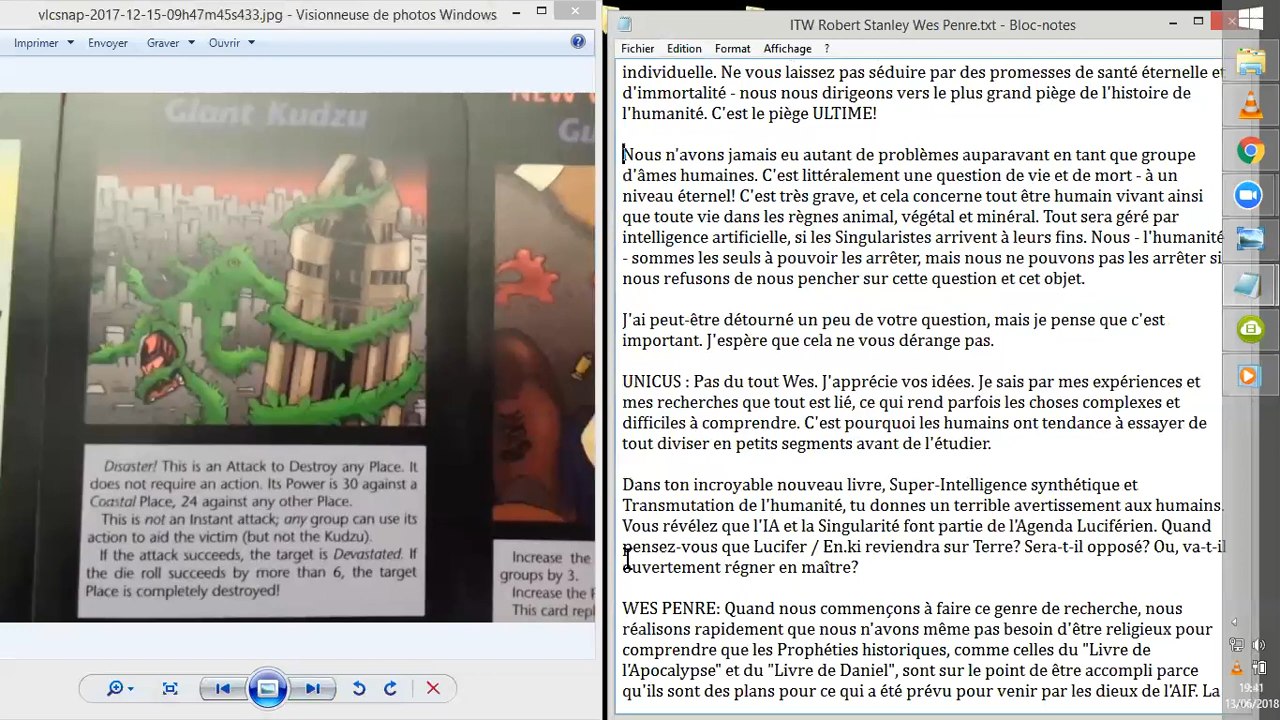 vlcsnap-2017-12-15-09h47m45s433.jpg - Visionneuse de photos Windows
Imprimer
Envoyer
Graver
Ouvrir
Giant Kudzu
Disaster! This is an Attack to Destroy any Place. It
does not require an action. Its Power is 30 against a
Coastal Place, 24 against any other Place.
This is not an Instant attack; any group can use its
action to aid the victim (but not the Kudzu).
If the attack succeeds, the target is Devastated. If
the die roll succeeds by more than 6, the target
Place is completely destroyed!
Increase the
groups by 3.
Increase the
This card
ITW Robert Stanley Wes Penre.txt - Bloc-notes
Fichier
Edition
Format
Affichage
?
individuelle. Ne vous laissez pas séduire par des promesses de santé éternelle et
d'immortalité - nous nous dirigeons vers le plus grand piège de l'histoire de
l'humanité. C'est le piège ULTIME!
Nous n'avons jamais eu autant de problèmes auparavant en tant que groupe
d'âmes humaines. C'est littéralement une question de vie et de mort - à un
niveau éternel! C'est très grave, et cela concerne tout être humain vivant ainsi
que toute vie dans les règnes animal, végétal et minéral. Tout sera géré par
intelligence artificielle, si les Singularistes arrivent à leurs fins. Nous - l'humanité
- sommes les seuls à pouvoir les arrêter, mais nous ne pouvons pas les arrêter si
nous refusons de nous pencher sur cette question et cet objet.
J'ai peut-être détourné un peu de votre question, mais je pense que c'est
important. J'espère que cela ne vous dérange pas.
UNICUS : Pas du tout Wes. J'apprécie vos idées. Je sais par mes expériences et
mes recherches que tout est lié, ce qui rend parfois les choses complexes et
difficiles à comprendre. C'est pourquoi les humains ont tendance à essayer de
tout diviser en petits segments avant de l'étudier.
Dans ton incroyable nouveau livre, Super-Intelligence synthétique et
Transmutation de l'humanité, tu donnes un terrible avertissement aux humains.
Vous révélez que l'IA et la Singularité font partie de l'Agenda Luciférien. Quand
pensez-vous que Lucifer / En.ki reviendra sur Terre? Sera-t-il opposé? Ou, va-t-il
ouvertement régner en maître?
WES PENRE: Quand nous commençons à faire ce genre de recherche, nous
réalisons rapidement que nous n'avons même pas besoin d'être religieux pour
comprendre que les Prophéties historiques, comme celles du "Livre de
l'Apocalypse" et du "Livre de Daniel", sont sur le point de être accompli parce
qu'ils sont des plans pour ce qui a été prévu pour venir par les dieux de l'AIF. La
19:41
13/06/2018